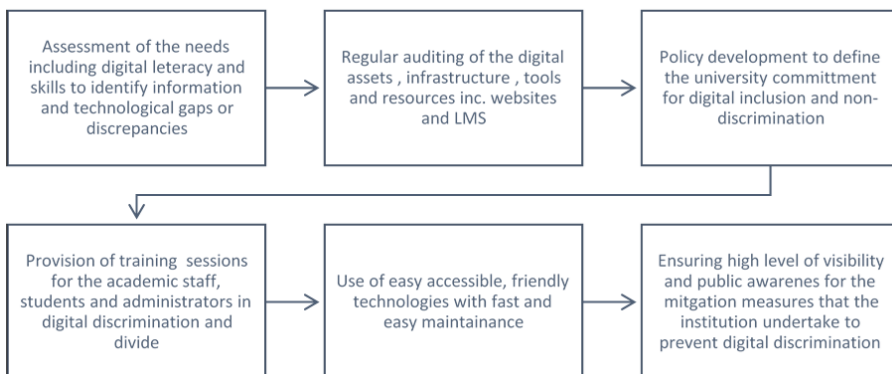 Assessment of the needs
including digital leteracy and
skills to identify information
and technological gaps or
discrepancies
Regular auditing of the digital
assets , infrastructure , tools
and resources inc. websites
and LMS
Policy development to define
the university committment
for digital inclusion and non-
discrimination
Provision of training sessions
for the academic staff,
students and administrators in
digital discrimination and
divide
Use of easy accessible, friendly
technologies with fast and
easy maintainance
Ensuring high level of visibility
and public awarenes for the
mitgation measures that the
institution undertake to
prevent digital discrimination